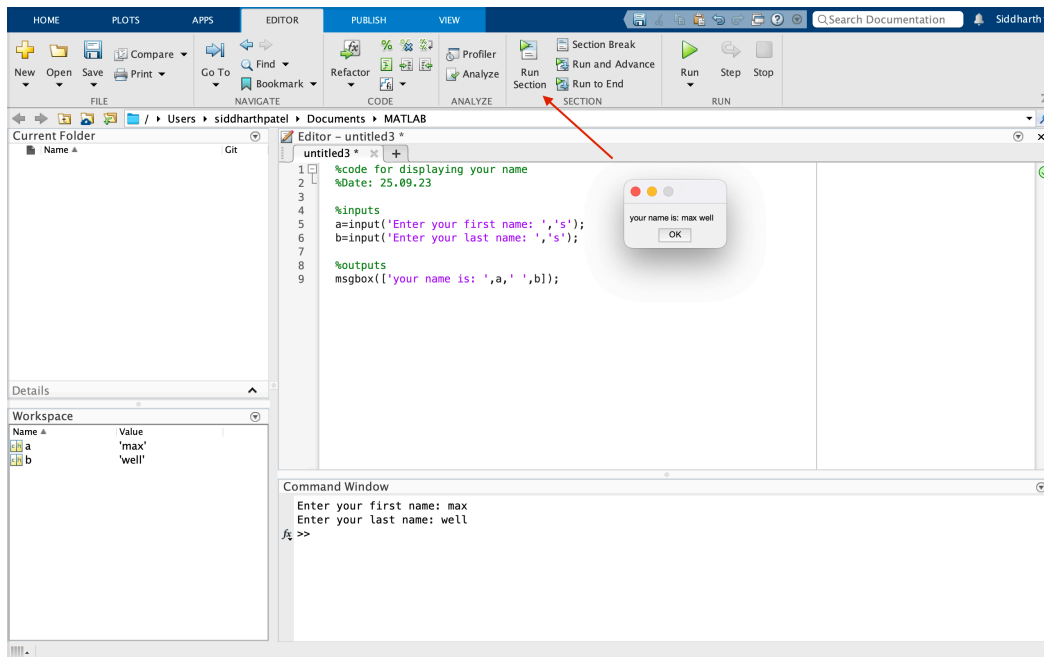 HOME PLOTS APPS EDITOR PUBLISH VIEW Search Documentation Siddharth
New Open Save Compare Print Go To Find Bookmark Refactor Profiler Analyze Run Section Section Break Run and Advance Run to End Run Step Stop
FILE NAVIGATE CODE ANALYZE SECTION RUN
/ Users siddharthpatel Documents MATLAB
Current Folder
Name Git
Details
Workspace
Name Value
a 'max'
b 'well'
Editor – untitled3 *
untitled3 *
1 %code for displaying your name
2 %Date: 25.09.23
3
4 %inputs
5 a=input('Enter your first name: ','s');
6 b=input('Enter your last name: ','s');
7
8 %outputs
9 msgbox(['your name is: ',a,' ',b]);
your name is: max well
OK
Command Window
Enter your first name: max
Enter your last name: well
fx >>